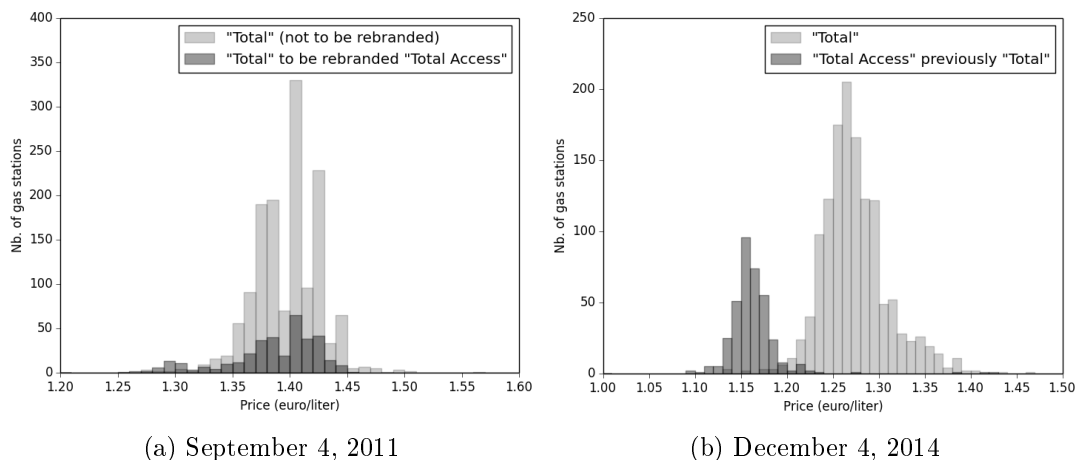 400
350
300
250
200
150
100
50
0
Nb. of gas stations
"Total" (not to be rebranded)
"Total" to be rebranded "Total Access"
1.20 1.25 1.30 1.35 1.40 1.45 1.50 1.55 1.60
Price (euro/liter)
(a) September 4, 2011
250
200
150
100
50
0
Nb. of gas stations
"Total"
"Total Access" previously "Total"
1.00 1.05 1.10 1.15 1.20 1.25 1.30 1.35 1.40 1.45 1.50
Price (euro/liter)
(b) December 4, 2014